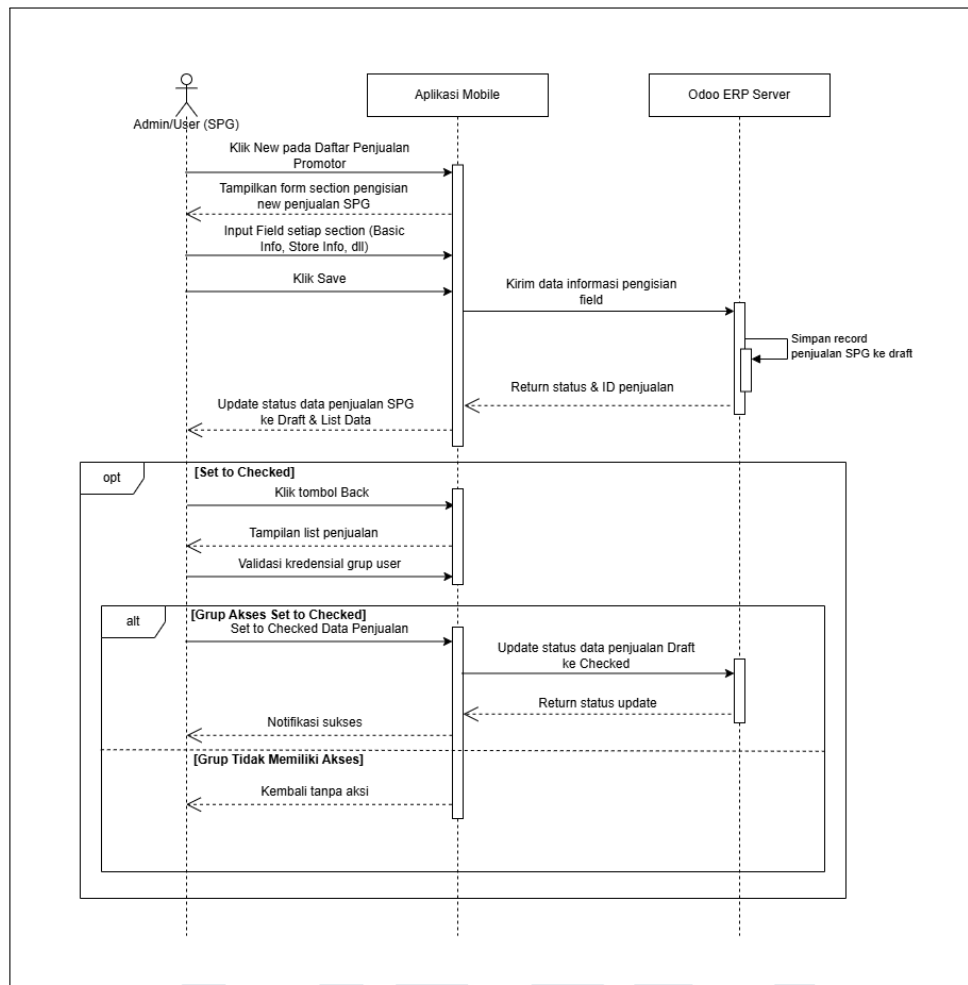 Admin/User (SPG)
Aplikasi Mobile
Odoo ERP Server
Klik New pada Daftar Penjualan
Promotor
Tampilkan form section pengisian
new penjualan SPG
Input Field setiap section (Basic
Info, Store Info, dll)
Klik Save
Kirim data informasi pengisian
field
Simpan record
penjualan SPG ke draft
Return status & ID penjualan
Update status data penjualan SPG
ke Draft & List Data
opt
[Set to Checked]
Klik tombol Back
Tampilan list penjualan
Validasi kredensial grup user
alt
[Grup Akses Set to Checked]
Set to Checked Data Penjualan
Update status data penjualan Draft
ke Checked
Return status update
Notifikasi sukses
[Grup Tidak Memiliki Akses]
Kembali tanpa aksi